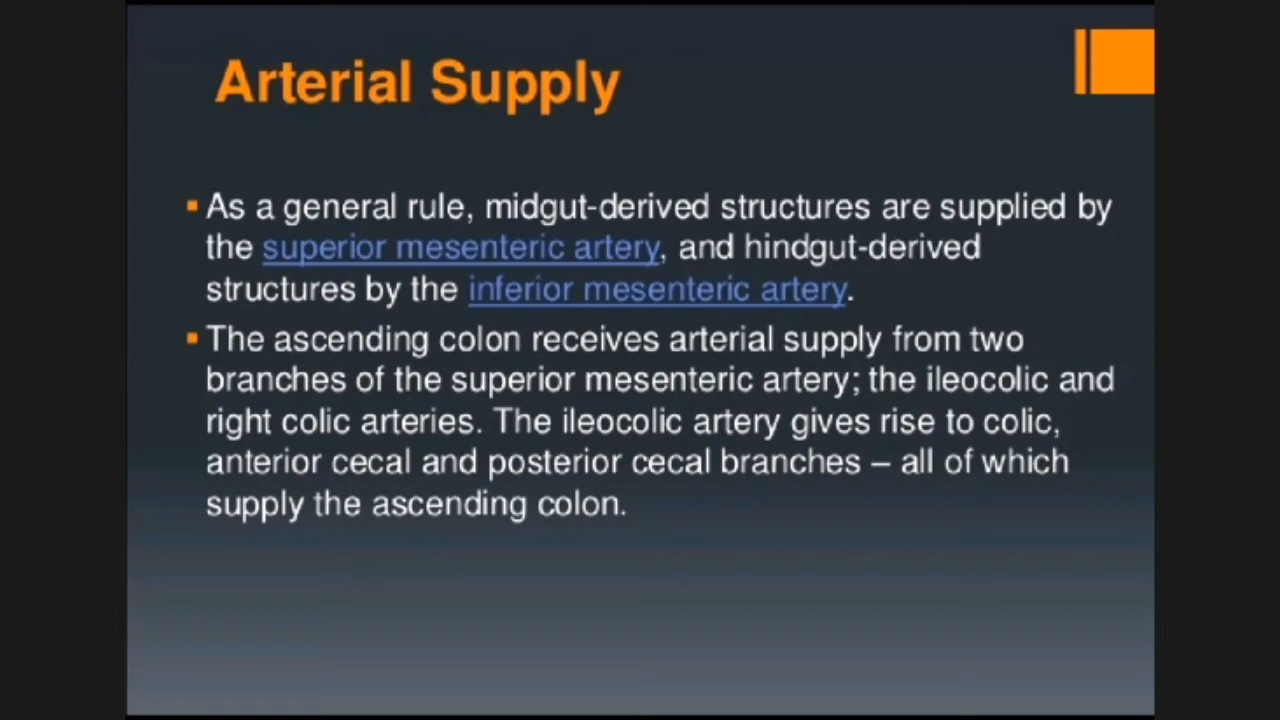 Arterial Supply
As a general rule, midgut-derived structures are supplied by
the superior mesenteric artery, and hindgut-derived
structures by the inferior mesenteric artery.
The ascending colon receives arterial supply from two
branches of the superior mesenteric artery; the ileocolic and
right colic arteries. The ileocolic artery gives rise to colic,
anterior cecal and posterior cecal branches – all of which
supply the ascending colon.